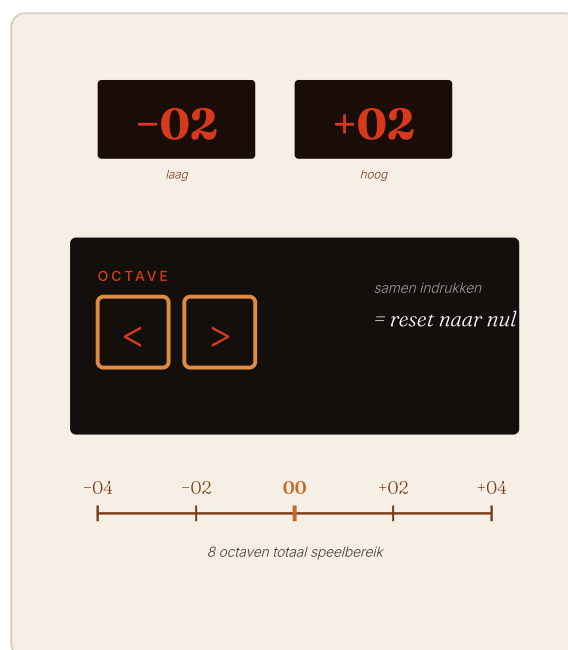 −02 +02
laag hoog
OCTAVE
samen indrukken
< >
= reset naar nul
−04 −02 00 +02 +04
8 octaven totaal speelbereik